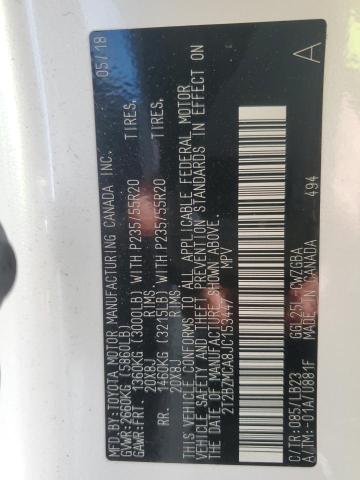 MFD.BY:TOYOTA MOTOR MANUFACTURING CANADA INC. 05/18
GVWR:2660KG (5860LB)
GAWR:FRT. 1360KG (3000LB) WITH P235/55R20 TIRES,
20X8J RIMS
RR. 1460KG (3215LB) WITH P235/55R20 TIRES,
20X8J RIMS
THIS VEHICLE CONFORMS TO ALL APPLICABLE FEDERAL MOTOR
VEHICLE SAFETY AND THEFT PREVENTION STANDARDS IN EFFECT ON
THE DATE OF MANUFACTURE SHOWN ABOVE.
2T2BZMCA8JC153447 MPV A
C/TR:085/LB23 GGL25L-CWZGBA
A/TM:-01A/U881F MADE IN CANADA 494